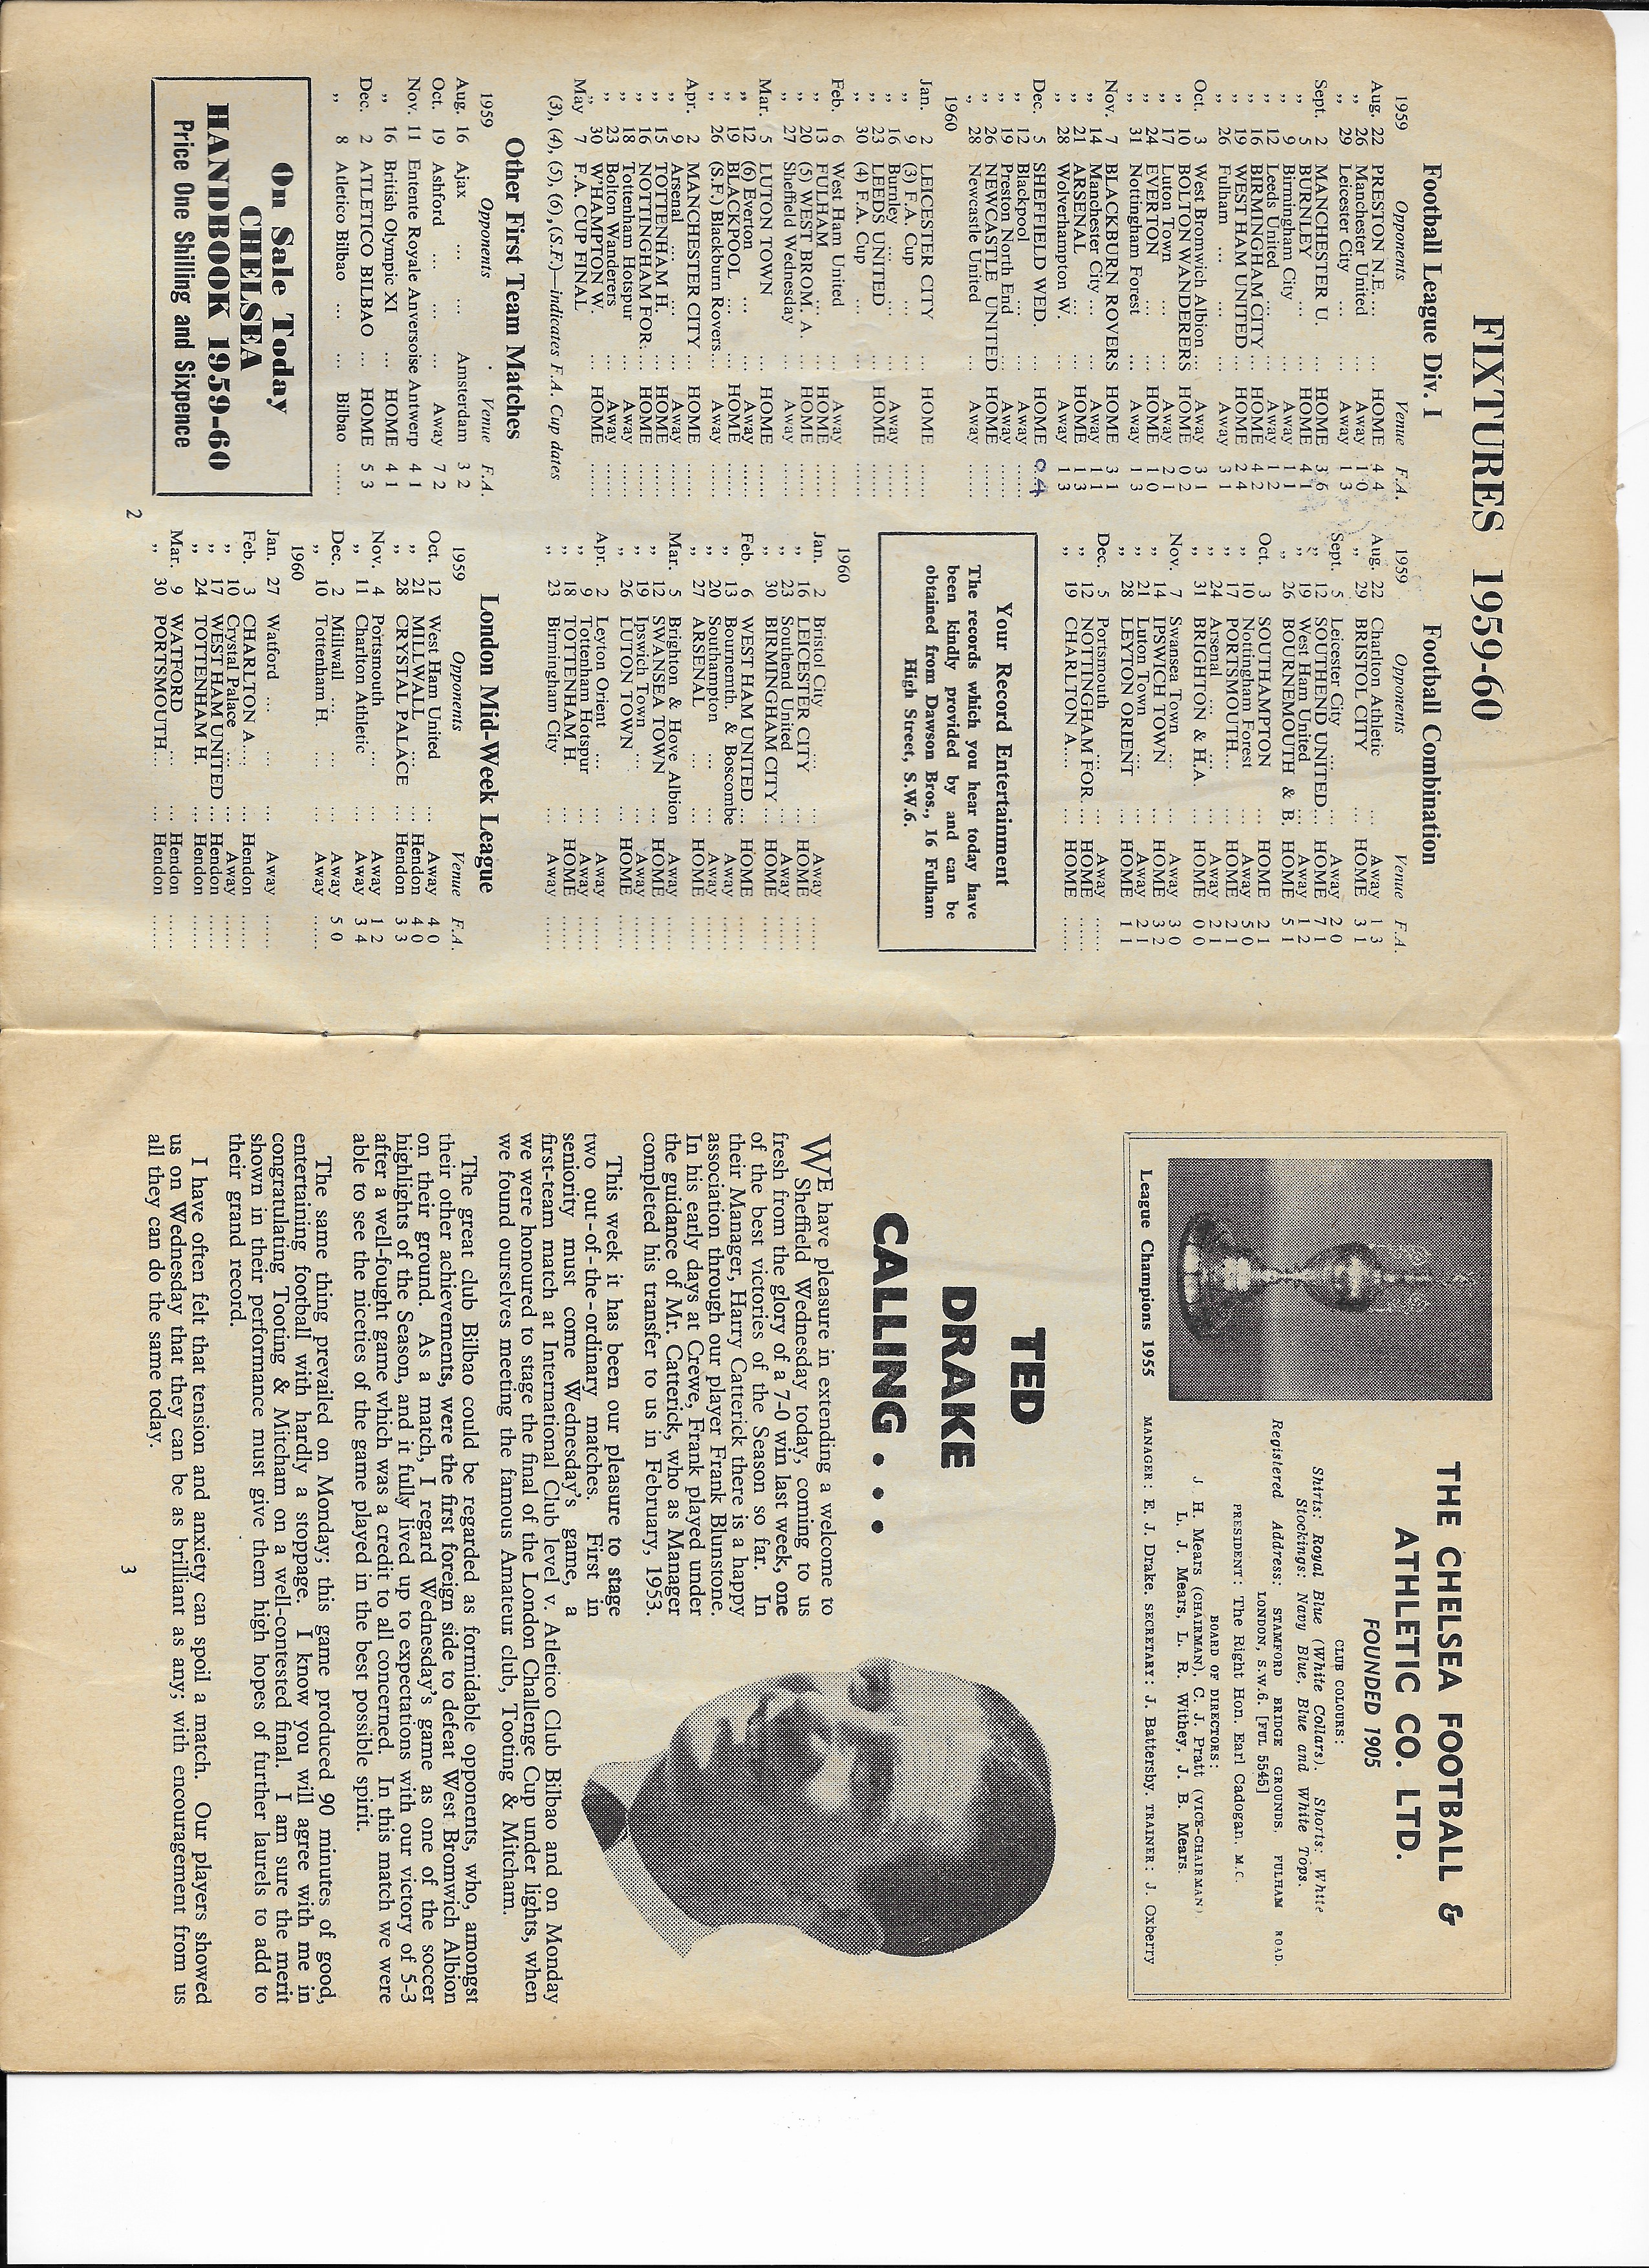 FIXTURES 1959-60
Football League Div. I
1959 Opponents Venue F.A.
Aug. 22 PRESTON N.E.... ... HOME 4 4
„ 26 Manchester United ... Away 1 0
„ 29 Leicester City ... Away 1 3
Sept. 2 MANCHESTER U. ... HOME 3 6
„ 5 BURNLEY ... ... HOME 4 1
„ 9 Birmingham City ... Away 1 1
„ 12 Leeds United ... ... Away 1 2
„ 16 BIRMINGHAM CITY ... HOME 4 2
„ 19 WEST HAM UNITED ... HOME 2 4
„ 26 Fulham ... ... Away 3 1
Oct. 3 West Bromwich Albion ... Away 3 1
„ 10 BOLTON WANDERERS HOME 0 2
„ 17 Luton Town ... ... Away 2 1
„ 24 EVERTON ... ... HOME 1 0
„ 31 Nottingham Forest ... Away 1 3
Nov. 7 BLACKBURN ROVERS HOME 3 1
„ 14 Manchester City ... Away 1 1
„ 21 ARSENAL ... ... HOME 1 3
„ 28 Wolverhampton W. ... Away 1 3
Dec. 5 SHEFFIELD WED. ... HOME 0 4
„ 12 Blackpool ... ... Away ......
„ 19 Preston North End ... Away ......
„ 26 NEWCASTLE UNITED HOME ......
„ 28 Newcastle United ... Away ......
1960
Jan. 2 LEICESTER CITY ... HOME ......
„ 9 (3) F.A. Cup ... ...
„ 16 Burnley ... ... Away ......
„ 23 LEEDS UNITED ... HOME ......
„ 30 (4) F.A. Cup ... ...
Feb. 6 West Ham United ... Away ......
„ 13 FULHAM ... ... HOME ......
„ 20 (5) WEST BROM. A. ... HOME ......
„ 27 Sheffield Wednesday ... Away ......
Mar. 5 LUTON TOWN ... HOME ......
„ 12 (6) Everton ... ... Away ......
„ 19 BLACKPOOL ... ... HOME ......
„ 26 (S.F.) Blackburn Rovers... Away ......
Apr. 2 MANCHESTER CITY ... HOME ......
„ 9 Arsenal ... ... Away ......
„ 15 TOTTENHAM H. ... HOME ......
„ 16 NOTTINGHAM FOR. ... HOME ......
„ 18 Tottenham Hotspur ... Away ......
„ 23 Bolton Wanderers ... Away ......
„ 30 W'HAMPTON W. ... HOME ......
May 7 F.A. CUP FINAL
(3), (4), (5), (6), (S.F.)—indicates F.A. Cup dates
Other First Team Matches
1959 Opponents Venue F.A.
Aug. 16 Ajax ... ... Amsterdam 3 2
Oct. 19 Ashford ... ... Away 7 2
Nov. 11 Entente Royale Anversoise Antwerp 4 1
„ 16 British Olympic XI ... HOME 4 1
Dec. 2 ATLETICO BILBAO ... HOME 5 3
„ 8 Atletico Bilbao ... ... Bilbao ......
On Sale Today
CHELSEA
HANDBOOK 1959-60
Price One Shilling and Sixpence
Football Combination
1959 Opponents Venue F.A.
Aug. 22 Charlton Athletic ... Away 1 3
„ 29 BRISTOL CITY ... HOME 3 1
Sept. 5 Leicester City ... ... Away 2 0
„ 12 SOUTHEND UNITED... HOME 7 1
„ 19 West Ham United ... Away 1 2
„ 26 BOURNEMOUTH & B. HOME 5 1
Oct. 3 SOUTHAMPTON ... HOME 2 1
„ 10 Nottingham Forest ... Away 5 0
„ 17 PORTSMOUTH... ... HOME 2 1
„ 24 Arsenal ... ... Away 2 1
„ 31 BRIGHTON & H.A. ... HOME 0 0
Nov. 7 Swansea Town ... ... Away 3 0
„ 14 IPSWICH TOWN ... HOME 3 2
„ 21 Luton Town ... ... Away 2 1
„ 28 LEYTON ORIENT ... HOME 1 1
Dec. 5 Portsmouth ... ... Away ......
„ 12 NOTTINGHAM FOR.... HOME ......
„ 19 CHARLTON A.... ... HOME ......
Your Record Entertainment
The records which you hear today have
been kindly provided by and can be
obtained from Dawson Bros., 16 Fulham
High Street, S.W.6.
1960
Jan. 2 Bristol City ... ... Away ......
„ 16 LEICESTER CITY ... HOME ......
„ 23 Southend United ... Away ......
„ 30 BIRMINGHAM CITY ... HOME ......
Feb. 6 WEST HAM UNITED ... HOME ......
„ 13 Bournemth. & Boscombe Away ......
„ 20 Southampton ... ... Away ......
„ 27 ARSENAL ... ... HOME ......
Mar. 5 Brighton & Hove Albion Away ......
„ 12 SWANSEA TOWN ... HOME ......
„ 19 Ipswich Town ... ... Away ......
„ 26 LUTON TOWN ... HOME ......
Apr. 2 Leyton Orient ... ... Away ......
„ 9 Tottenham Hotspur ... Away ......
„ 18 TOTTENHAM H. ... HOME ......
„ 23 Birmingham City ... Away ......
London Mid-Week League
1959 Opponents Venue F.A.
Oct. 12 West Ham United ... Away 4 0
„ 21 MILLWALL ... ... Hendon 4 0
„ 28 CRYSTAL PALACE ... Hendon 3 3
Nov. 4 Portsmouth ... ... Away 1 2
„ 11 Charlton Athletic ... Away 3 4
Dec. 2 Millwall ... ... Away 5 0
„ 10 Tottenham H. ... ... Away ......
1960
Jan. 27 Watford ... ... Away ......
Feb. 3 CHARLTON A.... ... Hendon ......
„ 10 Crystal Palace ... ... Away ......
„ 17 WEST HAM UNITED ... Hendon ......
„ 24 TOTTENHAM H. ... Hendon ......
Mar. 9 WATFORD ... ... Hendon ......
„ 30 PORTSMOUTH... ... Hendon ......
2
League Champions 1955
THE CHELSEA FOOTBALL &
ATHLETIC CO. LTD.
FOUNDED 1905
CLUB COLOURS:
Shirts: Royal Blue (White Collars). Shorts: White
Stockings: Navy Blue, Blue and White Tops.
Registered Address: STAMFORD BRIDGE GROUNDS, FULHAM ROAD,
LONDON, S.W.6. [FUL 5545]
PRESIDENT: The Right Hon. Earl Cadogan, M.C.
BOARD OF DIRECTORS:
J. H. Mears (CHAIRMAN), C. J. Pratt (VICE-CHAIRMAN)
L. J. Mears, L. R. Withey, J. B. Mears.
MANAGER: E. J. Drake. SECRETARY: J. Battersby. TRAINER: J. Oxberry
TED
DRAKE
CALLING . . .
WE have pleasure in extending a welcome to
Sheffield Wednesday today, coming to us
fresh from the glory of a 7-0 win last week, one
of the best victories of the Season so far. In
their Manager, Harry Catterick there is a happy
association through our player Frank Blunstone.
In his early days at Crewe, Frank played under
the guidance of Mr. Catterick, who as Manager
completed his transfer to us in February, 1953.
This week it has been our pleasure to stage
two out-of-the-ordinary matches. First in
seniority must come Wednesday's game, a
first-team match at International Club level v. Atletico Club Bilbao and on Monday
we were honoured to stage the final of the London Challenge Cup under lights, when
we found ourselves meeting the famous Amateur club, Tooting & Mitcham.
The great club Bilbao could be regarded as formidable opponents, who, amongst
their other achievements, were the first foreign side to defeat West Bromwich Albion
on their ground. As a match, I regard Wednesday's game as one of the soccer
highlights of the Season, and it fully lived up to expectations with our victory of 5-3
after a well-fought game which was a credit to all concerned. In this match we were
able to see the niceties of the game played in the best possible spirit.
The same thing prevailed on Monday; this game produced 90 minutes of good,
entertaining football with hardly a stoppage. I know you will agree with me in
congratulating Tooting & Mitcham on a well-contested final. I am sure the merit
shown in their performance must give them high hopes of further laurels to add to
their grand record.
I have often felt that tension and anxiety can spoil a match. Our players showed
us on Wednesday that they can be as brilliant as any; with encouragement from us
all they can do the same today.
3